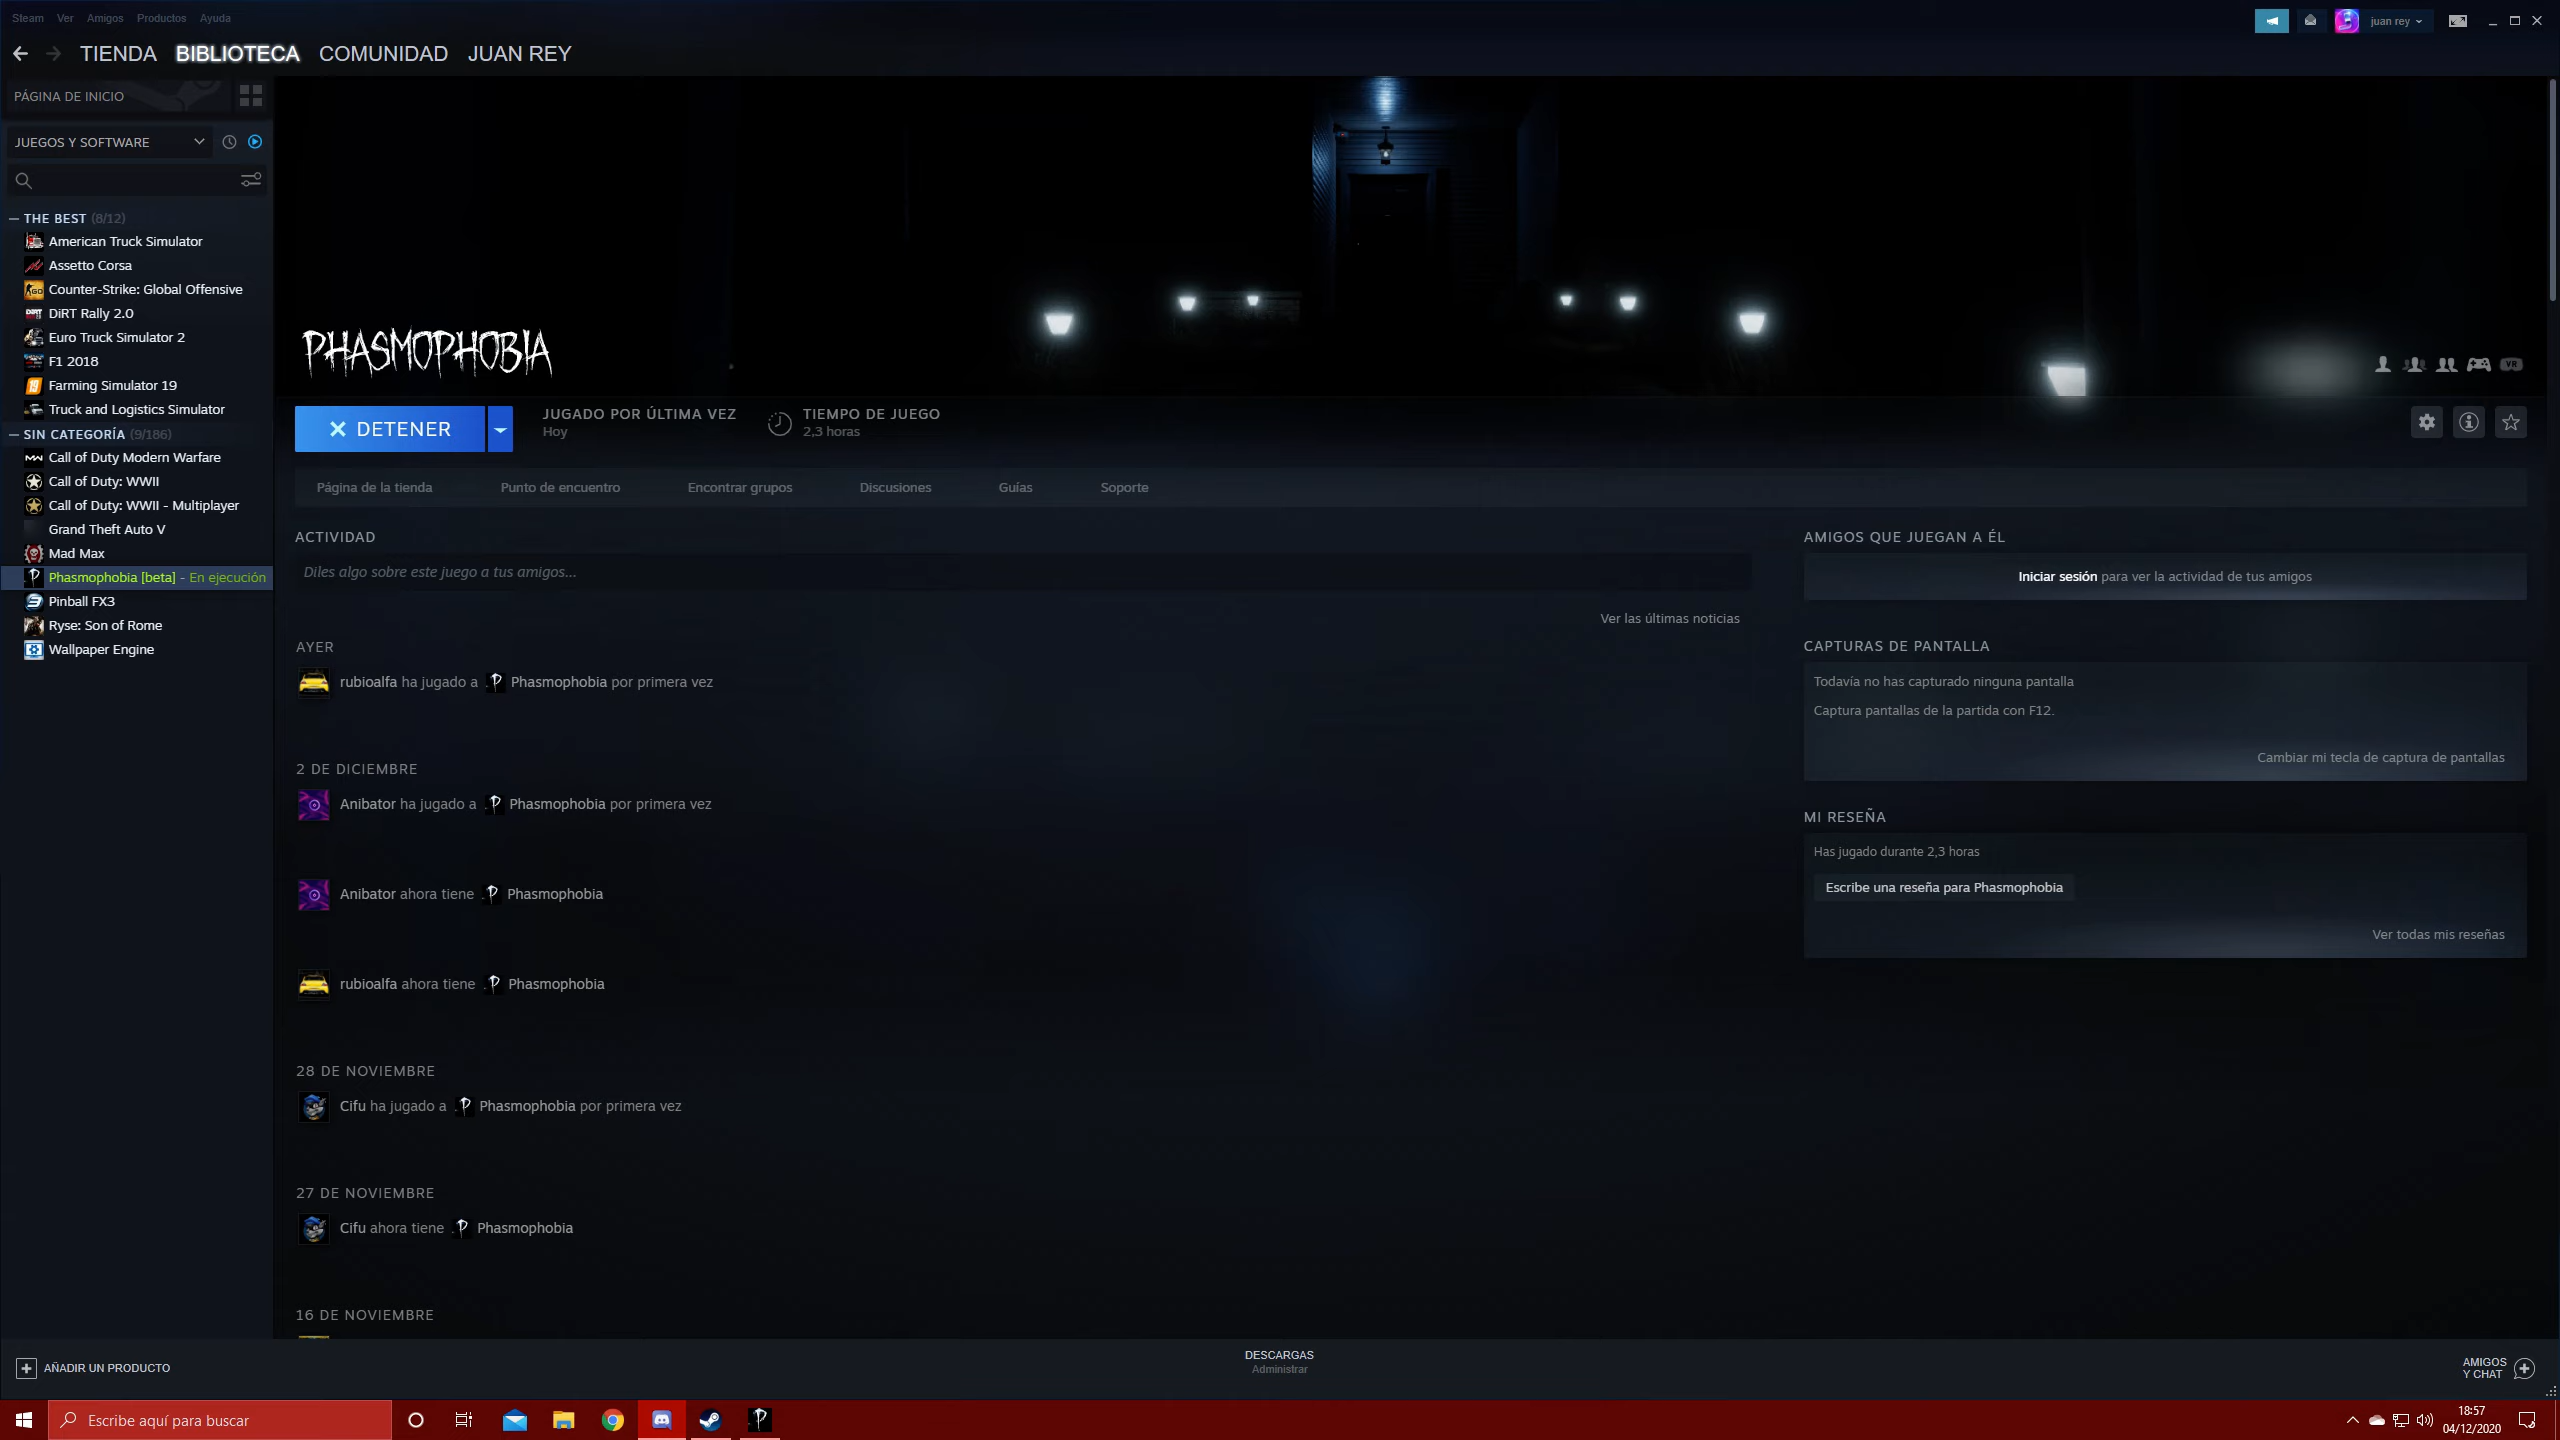 Steam Ver Amigos Productos Ayuda
juan rey
TIENDA BIBLIOTECA COMUNIDAD JUAN REY
PÁGINA DE INICIO
JUEGOS Y SOFTWARE
THE BEST (8/12)
American Truck Simulator
Assetto Corsa
Counter-Strike: Global Offensive
DiRT Rally 2.0
Euro Truck Simulator 2
F1 2018
Farming Simulator 19
Truck and Logistics Simulator
SIN CATEGORÍA (9/186)
Call of Duty Modern Warfare
Call of Duty: WWII
Call of Duty: WWII - Multiplayer
Grand Theft Auto V
Mad Max
Phasmophobia [beta] - En ejecución
Pinball FX3
Ryse: Son of Rome
Wallpaper Engine
PHASMOPHOBIA
VR
DETENER
JUGADO POR ÚLTIMA VEZ
Hoy
TIEMPO DE JUEGO
2,3 horas
Página de la tienda Punto de encuentro Encontrar grupos Discusiones Guías Soporte
ACTIVIDAD
Diles algo sobre este juego a tus amigos...
Ver las últimas noticias
AYER
rubioalfa ha jugado a Phasmophobia por primera vez
2 DE DICIEMBRE
Anibator ha jugado a Phasmophobia por primera vez
Anibator ahora tiene Phasmophobia
rubioalfa ahora tiene Phasmophobia
28 DE NOVIEMBRE
Cifu ha jugado a Phasmophobia por primera vez
27 DE NOVIEMBRE
Cifu ahora tiene Phasmophobia
16 DE NOVIEMBRE
AMIGOS QUE JUEGAN A ÉL
Iniciar sesión para ver la actividad de tus amigos
CAPTURAS DE PANTALLA
Todavía no has capturado ninguna pantalla
Captura pantallas de la partida con F12.
Cambiar mi tecla de captura de pantallas
MI RESEÑA
Has jugado durante 2,3 horas
Escribe una reseña para Phasmophobia
Ver todas mis reseñas
AÑADIR UN PRODUCTO
DESCARGAS
Administrar
AMIGOS
Y CHAT
Escribe aquí para buscar
18:57
04/12/2020